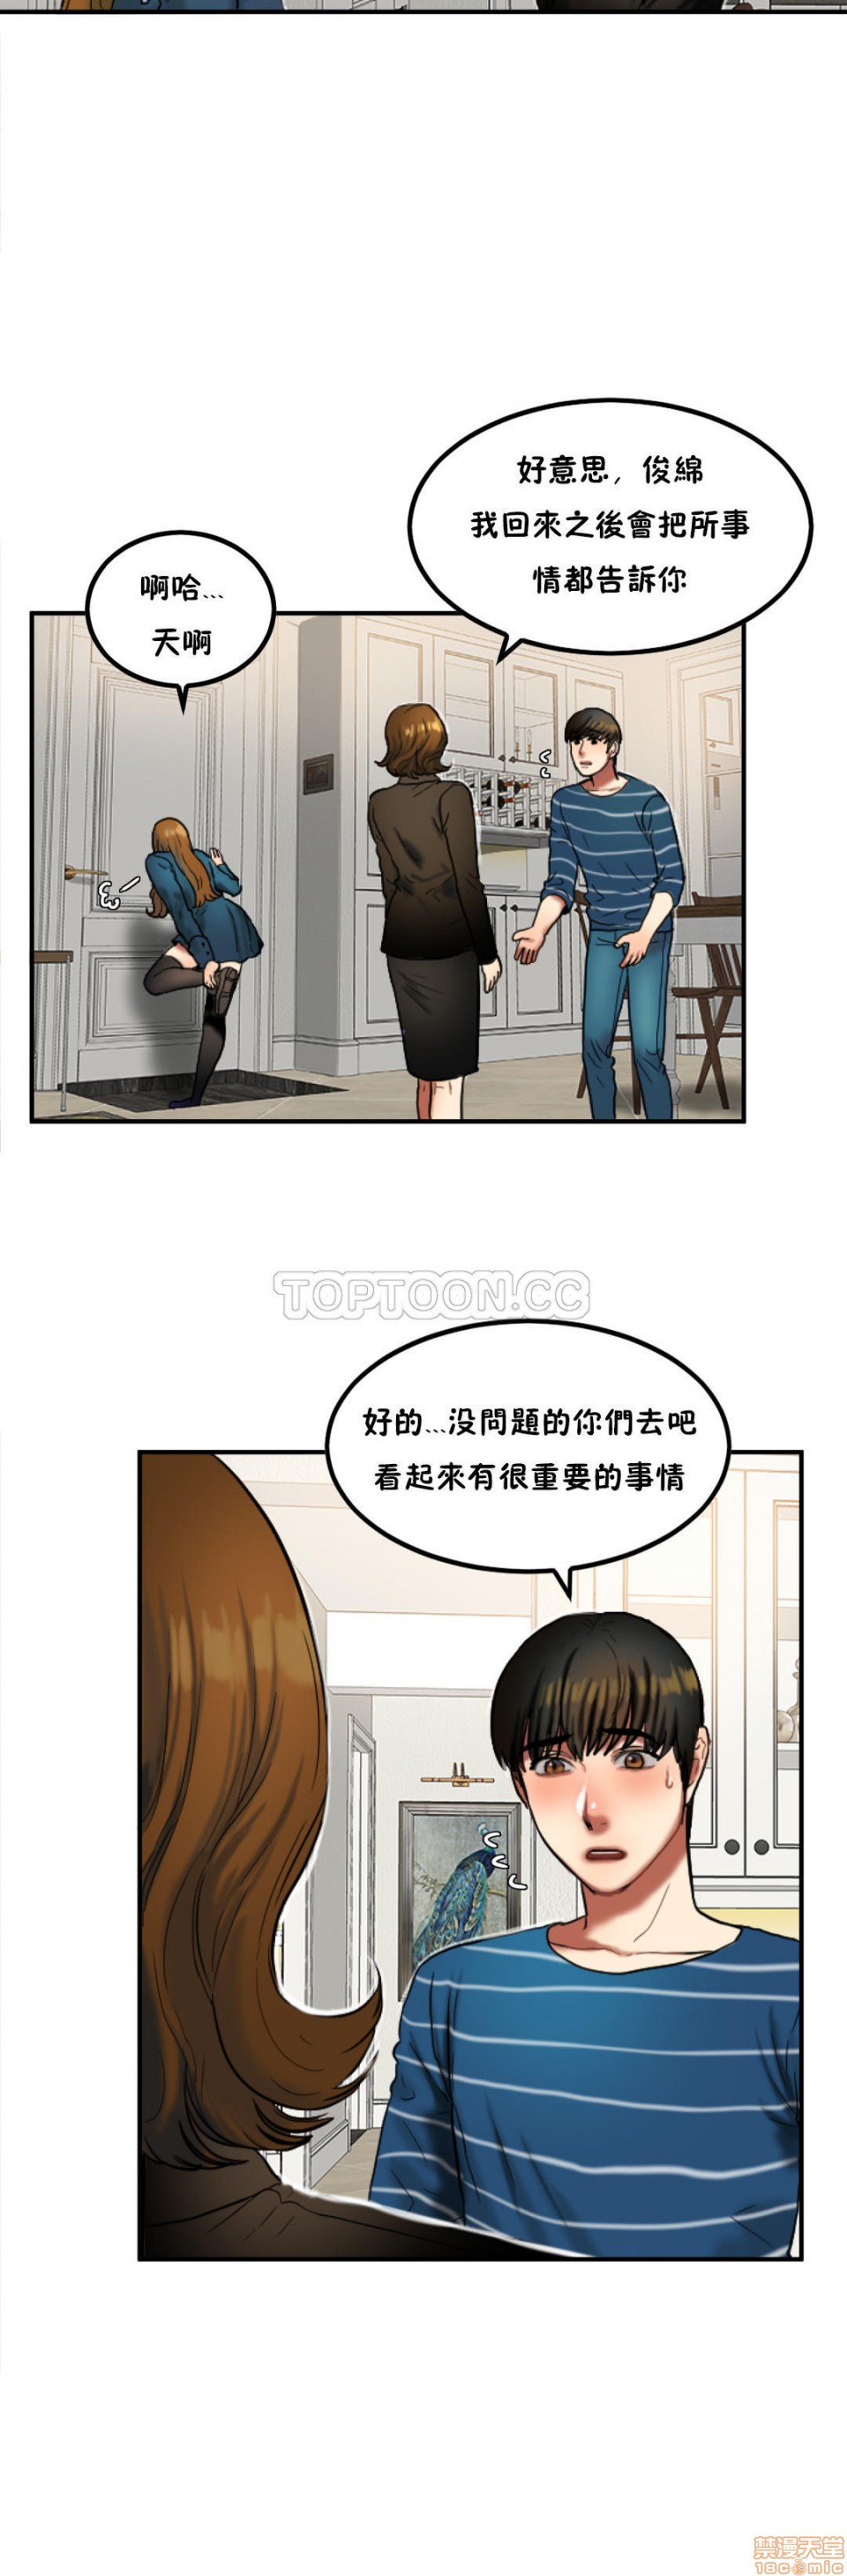 好意思，俊綿
我回來之後會把所事
情都告訴你
啊哈...
天啊
TOPTOON.CC
好的...没問題的你們去吧
看起來有很重要的事情
禁漫天堂
18comic